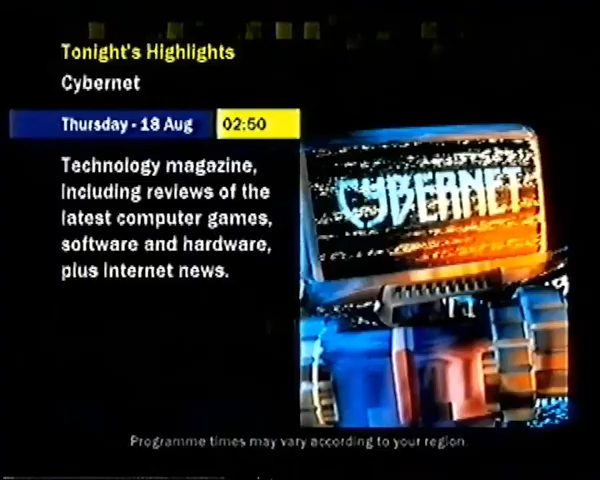 Tonight's Highlights
Cybernet
Thursday - 18 Aug 02:50
Technology magazine,
including reviews of the
latest computer games,
software and hardware,
plus Internet news.
CYBERNET
Programme times may vary according to your region.